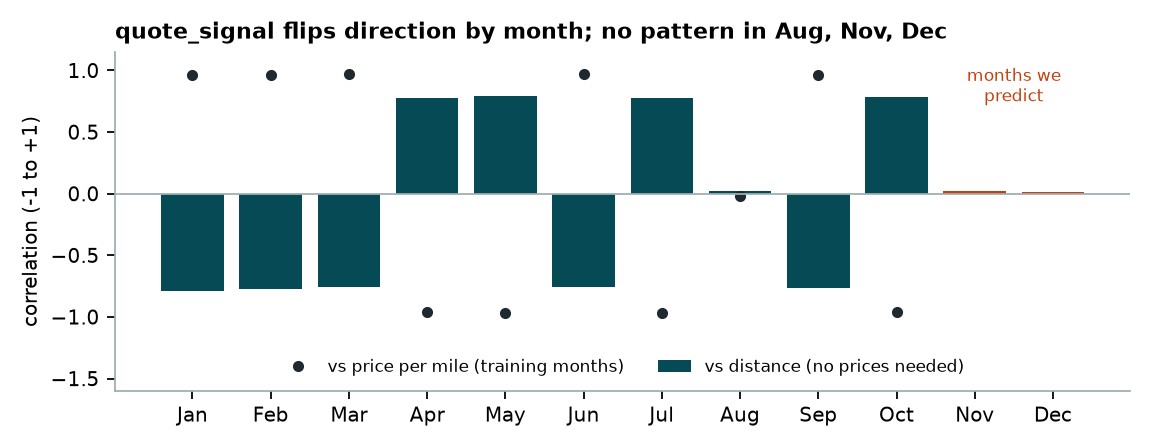 quote_signal flips direction by month; no pattern in Aug, Nov, Dec
correlation (-1 to +1)
1.0
0.5
0.0
−0.5
−1.0
−1.5
months we
predict
vs price per mile (training months)
vs distance (no prices needed)
Jan Feb Mar Apr May Jun Jul Aug Sep Oct Nov Dec